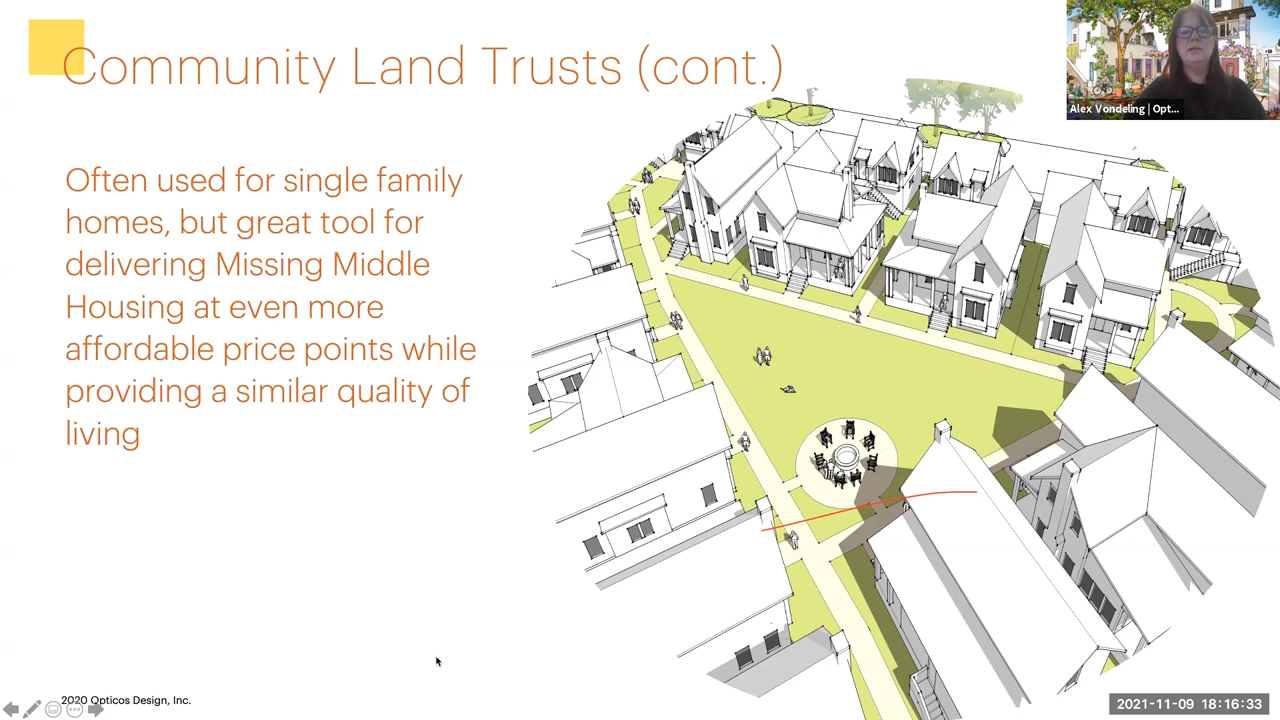 Community Land Trusts (cont.)
Alex Vondeling | Opt...
Often used for single family
homes, but great tool for
delivering Missing Middle
Housing at even more
affordable price points while
providing a similar quality of
living
2020 Opticos Design, Inc.
2021-11-09 18:16:33